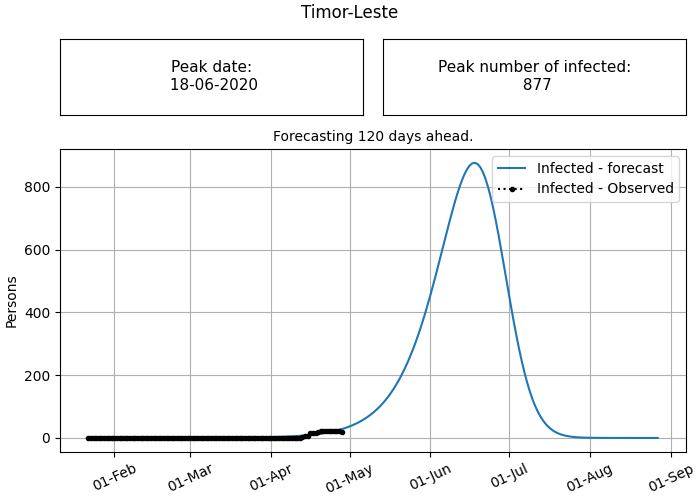 Timor-Leste
Peak date:
18-06-2020
Peak number of infected:
877
Forecasting 120 days ahead.
Infected - forecast
Infected - Observed
Persons
800
600
400
200
0
01-Feb
01-Mar
01-Apr
01-May
01-Jun
01-Jul
01-Aug
01-Sep